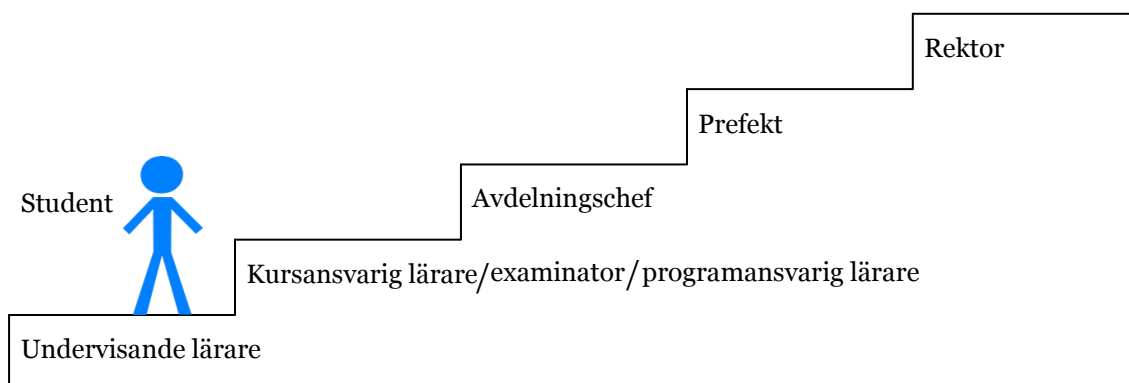 Rektor
Prefekt
Avdelningschef
Student
Kursansvarig lärare/examinator/programansvarig lärare
Undervisande lärare